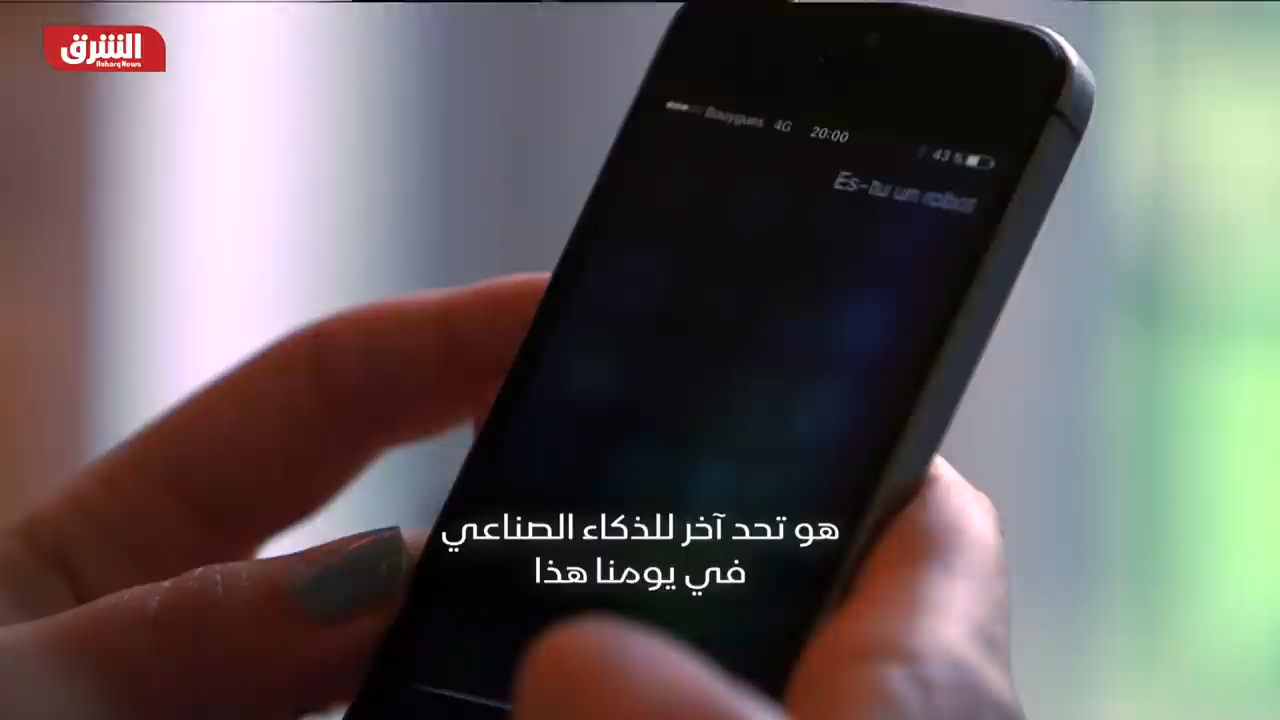 الشرق
Asharq News
Bouygues 4G 20:00
43 %
Es-tu un robot
هو تحد آخر للذكاء الصناعي
في يومنا هذا